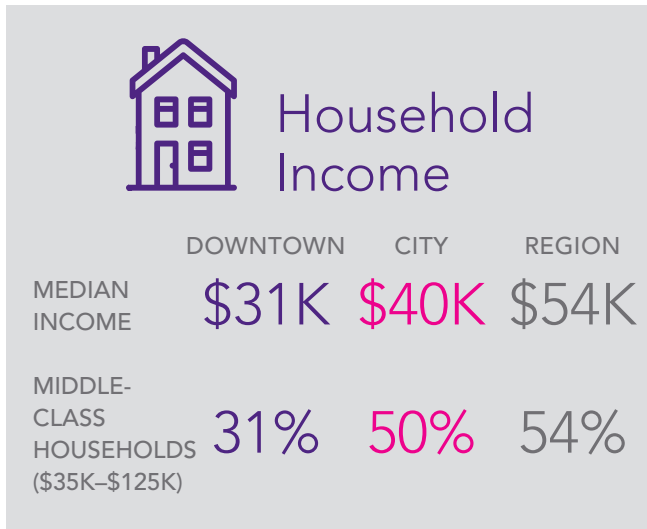 Household
Income
DOWNTOWN CITY REGION
MEDIAN
INCOME
$31K $40K $54K
MIDDLE-
CLASS
HOUSEHOLDS
($35K–$125K)
31% 50% 54%